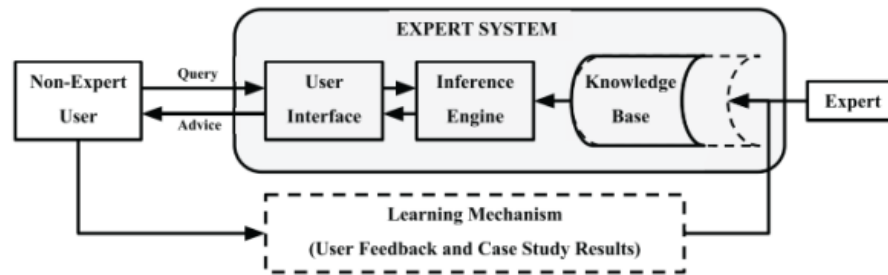 EXPERT SYSTEM
Non-Expert
User
Query
Advice
User
Interface
Inference
Engine
Knowledge
Base
Expert
Learning Mechanism
(User Feedback and Case Study Results)